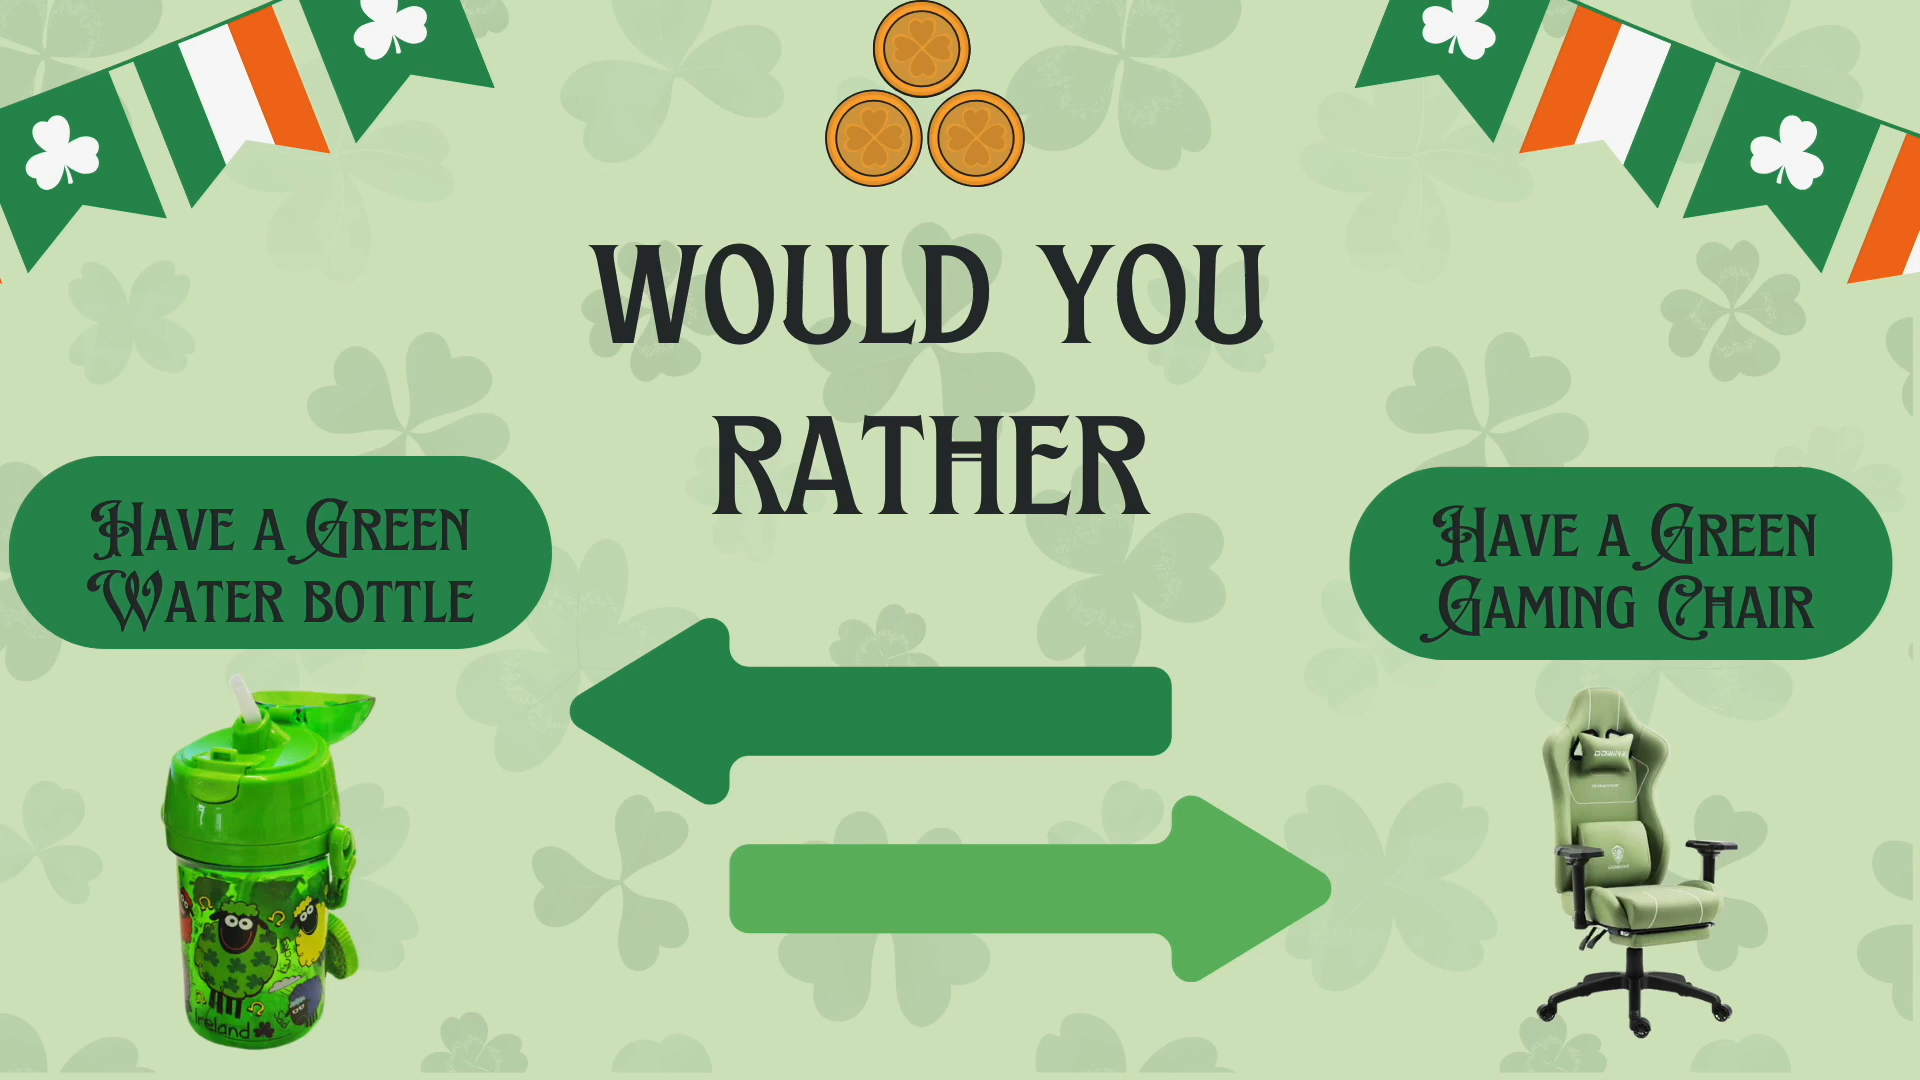 WOULD YOU
RATHER
HAVE A GREEN
WATER BOTTLE
HAVE A GREEN
GAMING CHAIR
Ireland